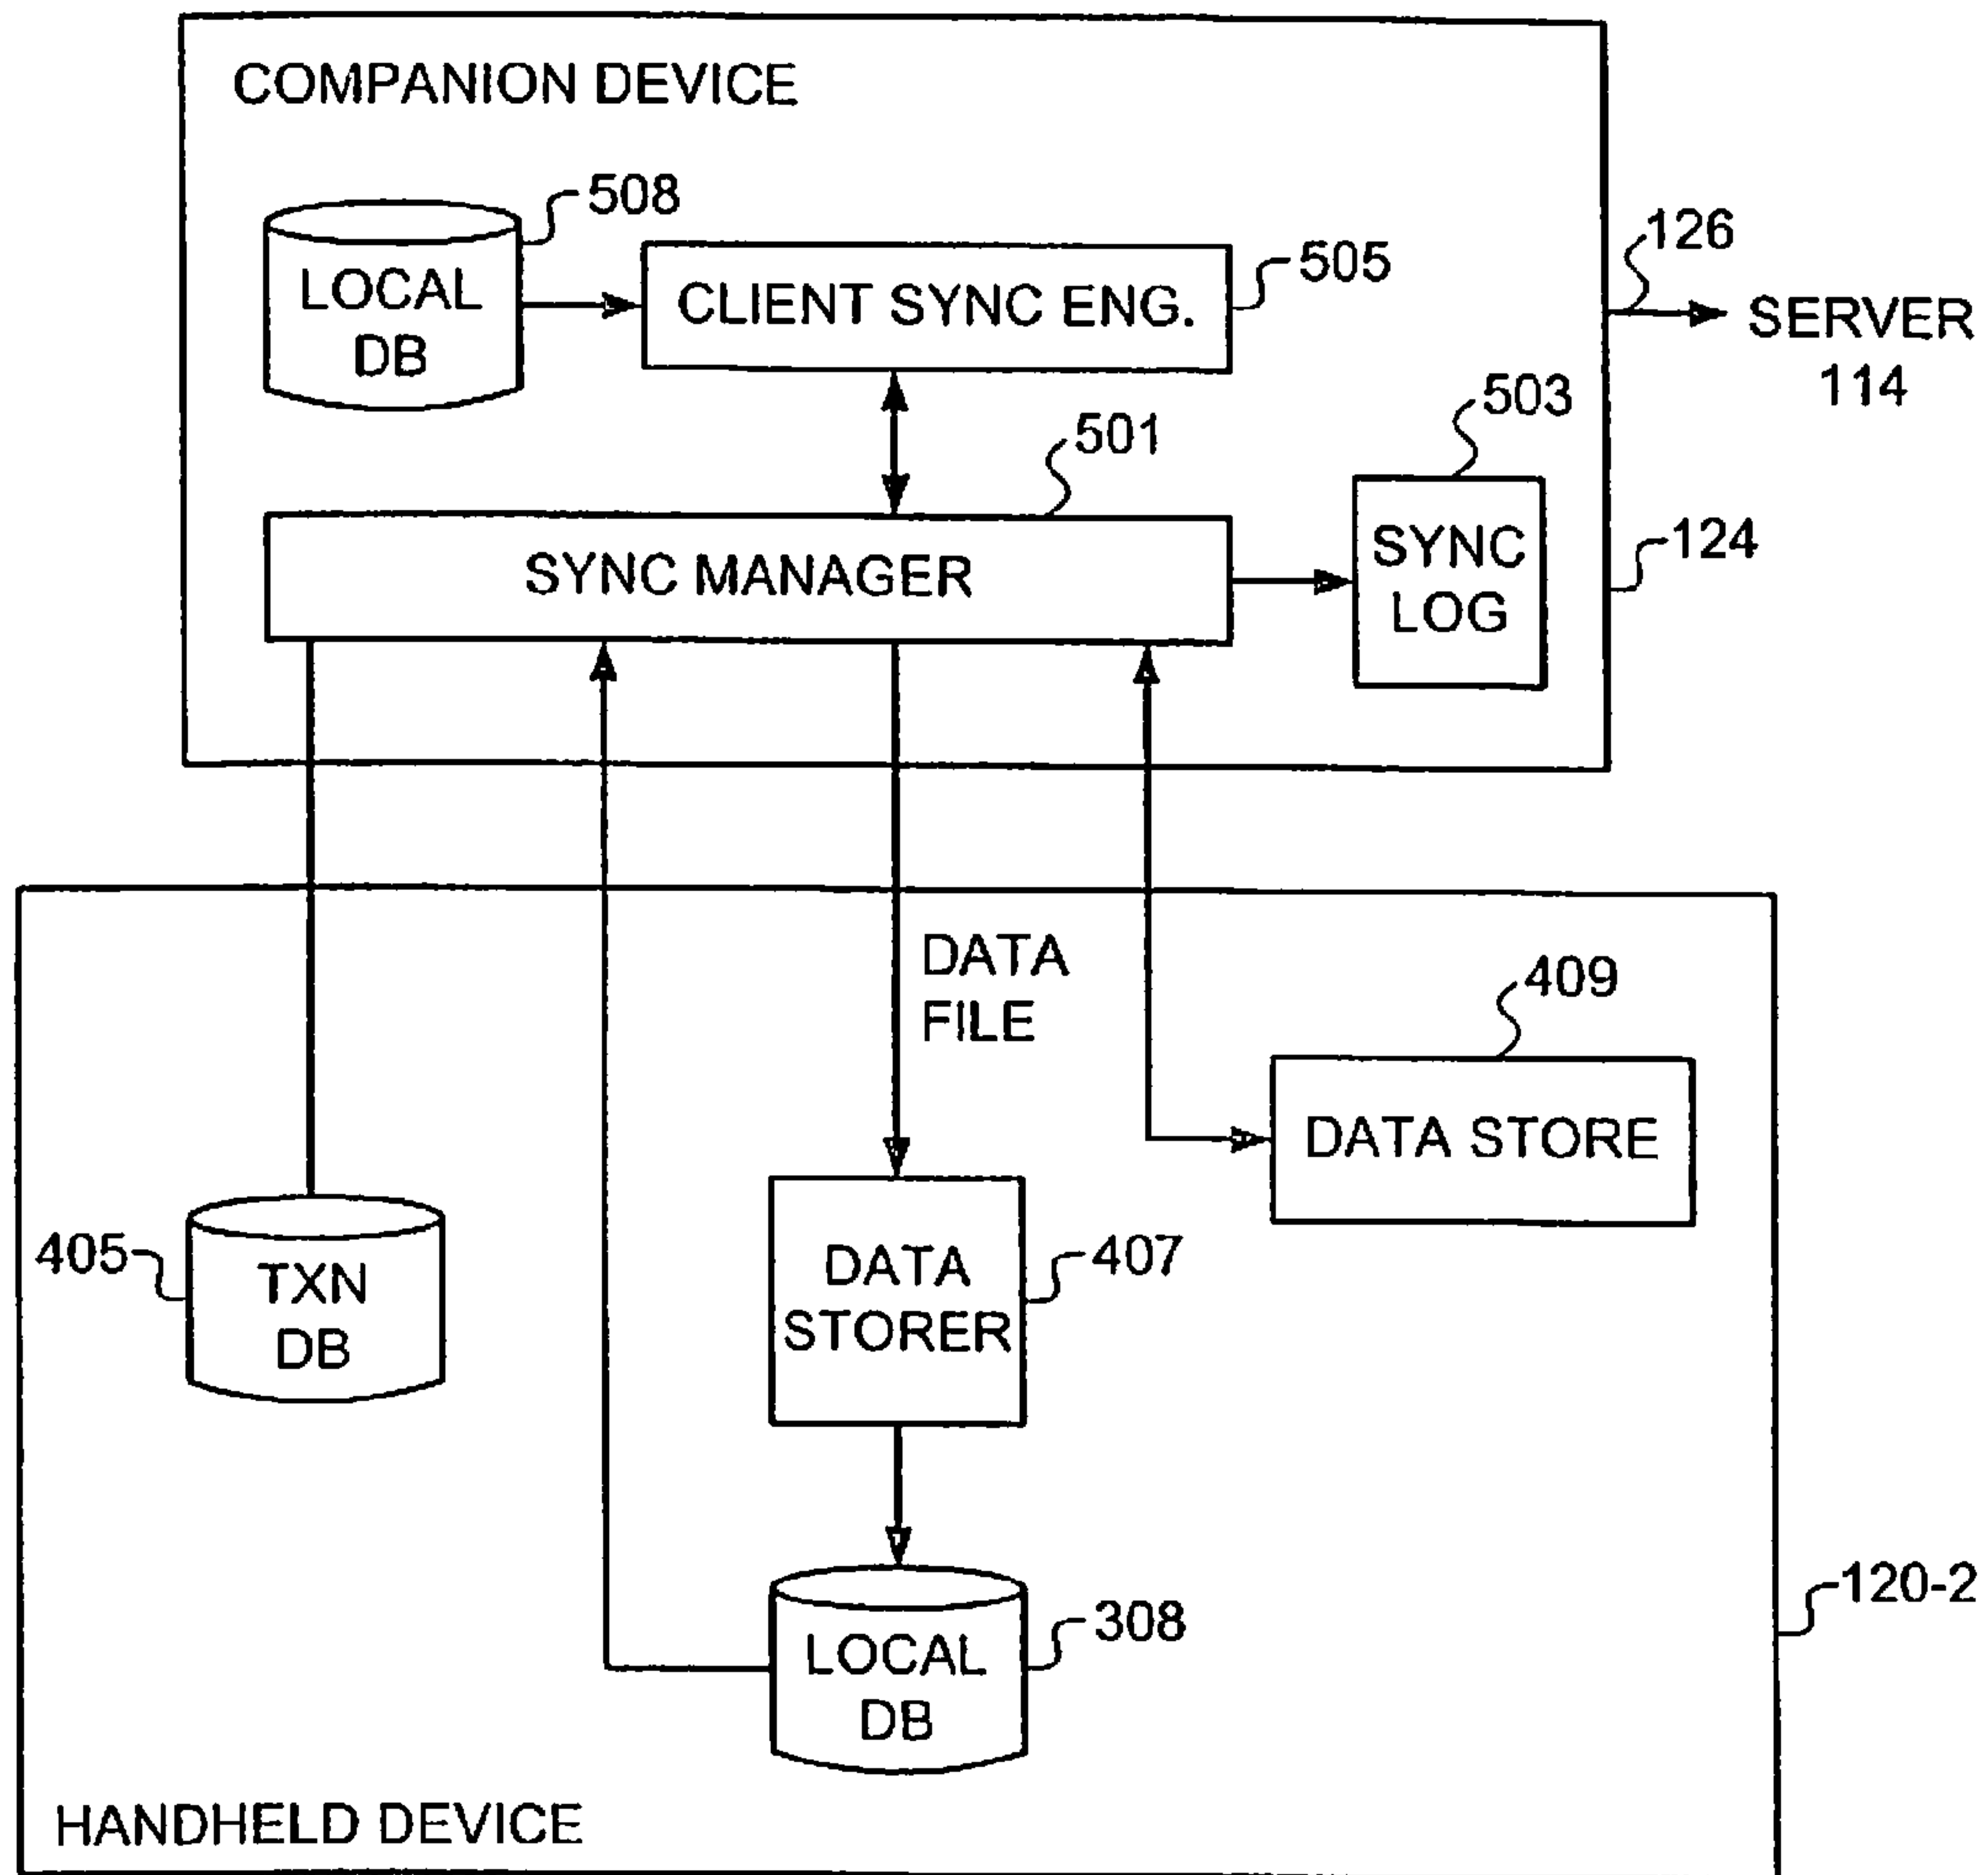 COMPANION DEVICE
508
LOCAL
DB
CLIENT SYNC ENG.
505
126
SERVER
114
503
501
SYNC MANAGER
SYNC
LOG
124
DATA
FILE
409
DATA STORE
405
TXN
DB
DATA
STORER
407
LOCAL
DB
308
120-2
HANDHELD DEVICE